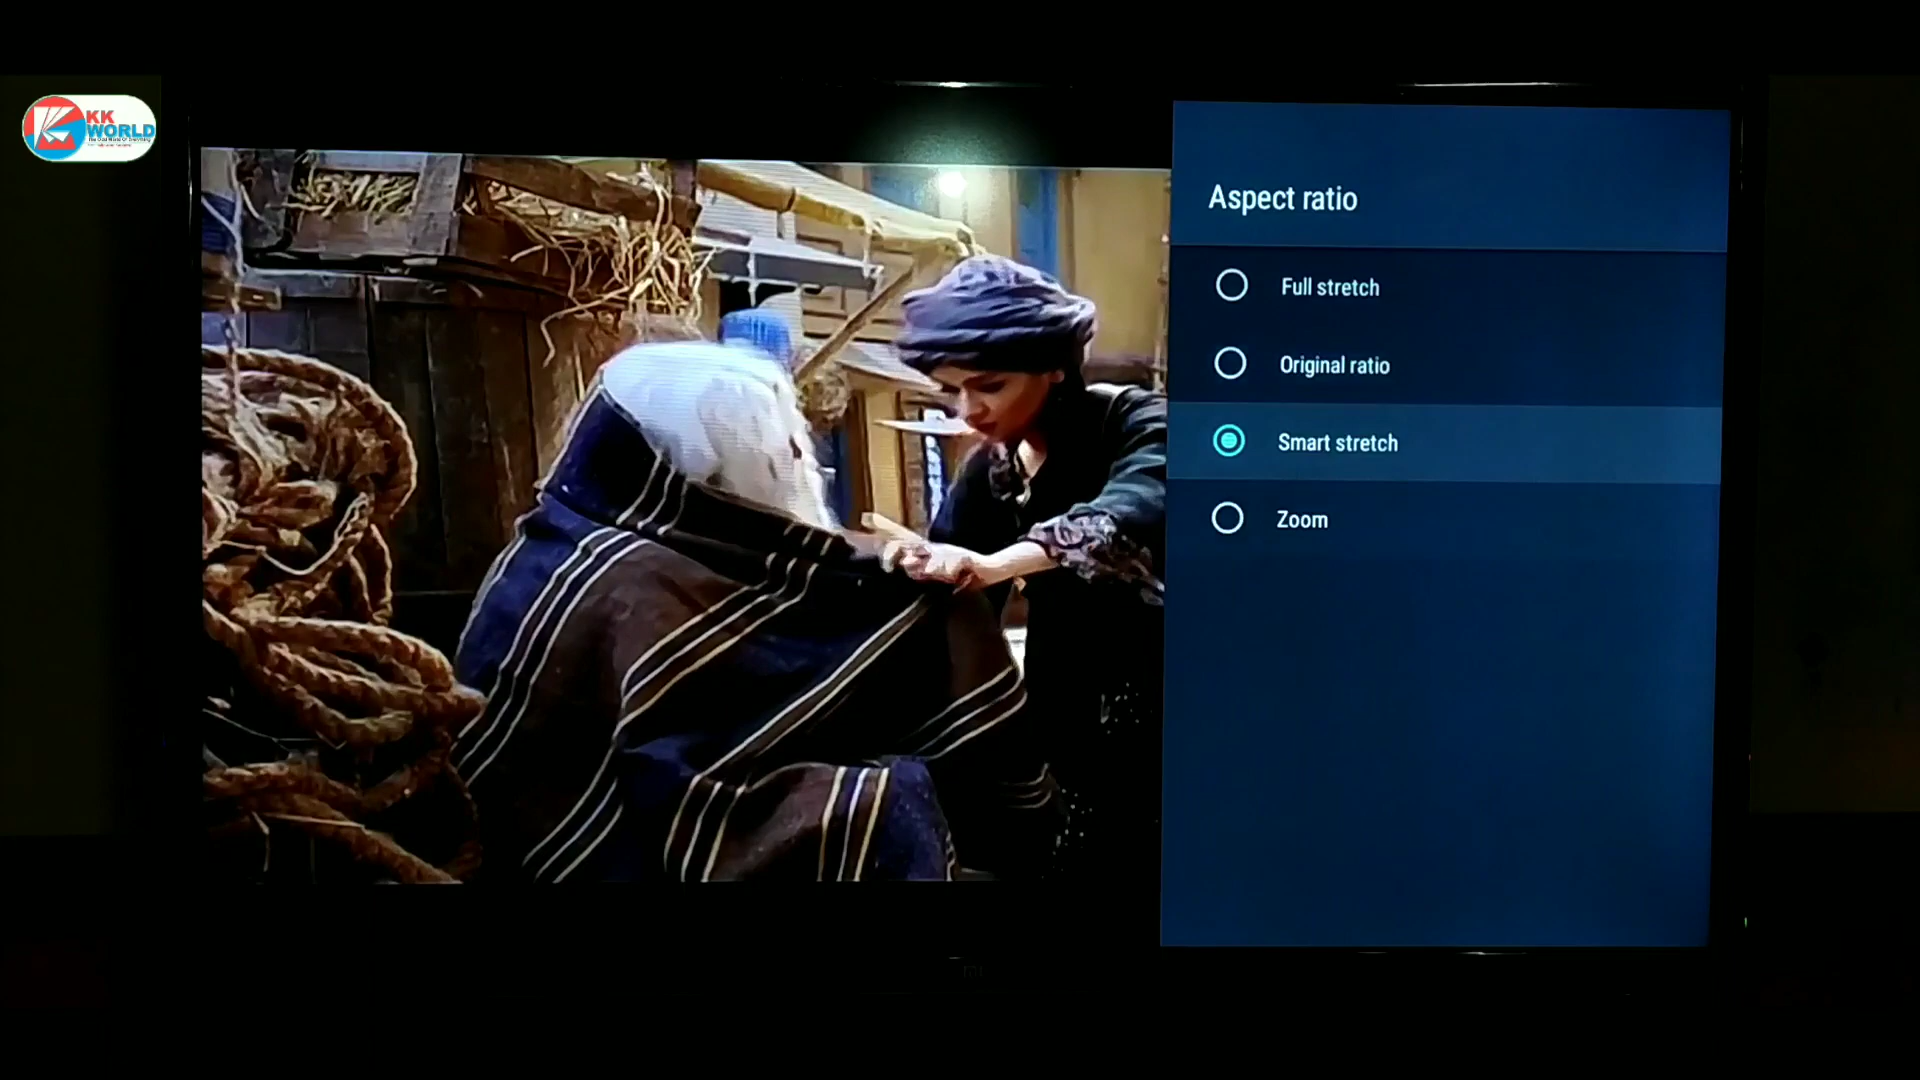 KK
WORLD
Aspect ratio
Full stretch
Original ratio
Smart stretch
Zoom